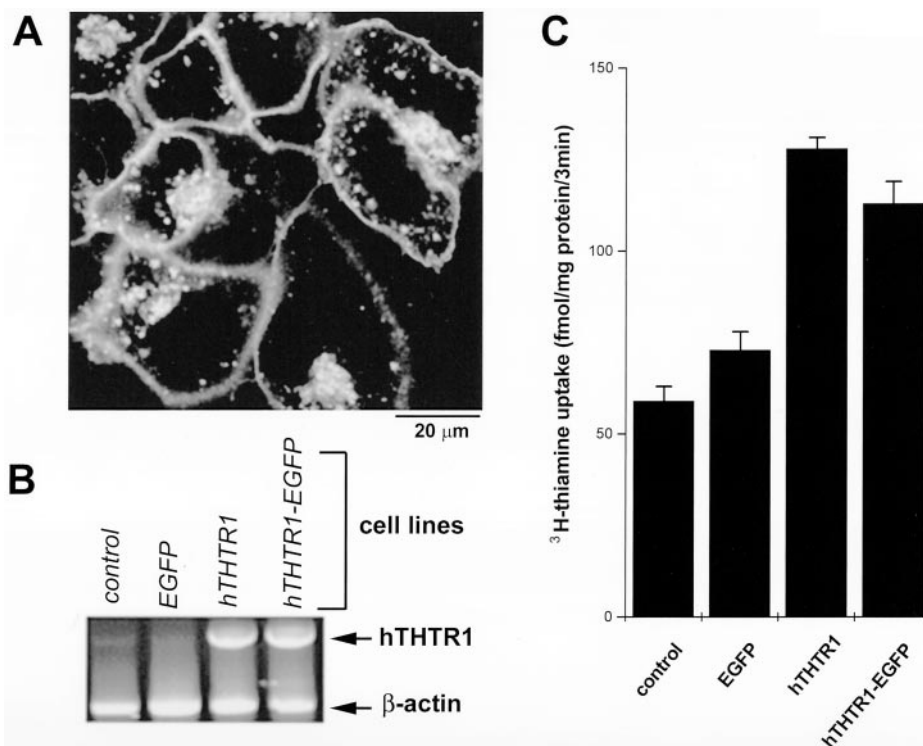 A
20 μm
B
control
EGFP
hTHTR1
hTHTR1-EGFP
cell lines
hTHTR1
β-actin
C
³H-thiamine uptake (fmol/mg protein/3min)
150
100
50
0
control
EGFP
hTHTR1
hTHTR1-EGFP